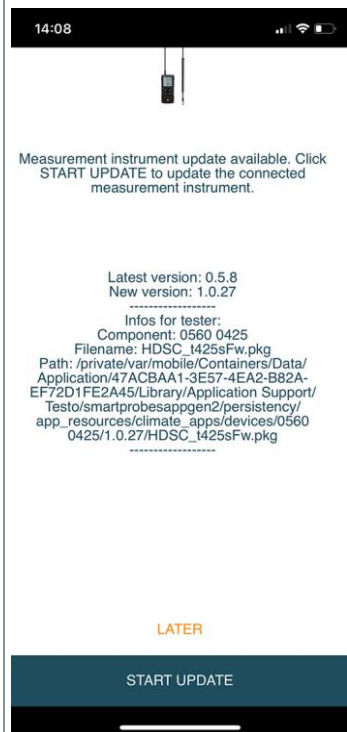 14:08
Measurement instrument update available. Click
START UPDATE to update the connected
measurement instrument.
Latest version: 0.5.8
New version: 1.0.27
------------------
Infos for tester:
Component: 0560 0425
Filename: HDSC_t425sFw.pkg
Path: /private/var/mobile/Containers/Data/
Application/47ACBAA1-3E57-4EA2-B82A-
EF72D1FE2A45/Library/Application Support/
Testo/smartprobesappgen2/persistency/
app_resources/climate_apps/devices/0560
0425/1.0.27/HDSC_t425sFw.pkg
------------------
LATER
START UPDATE